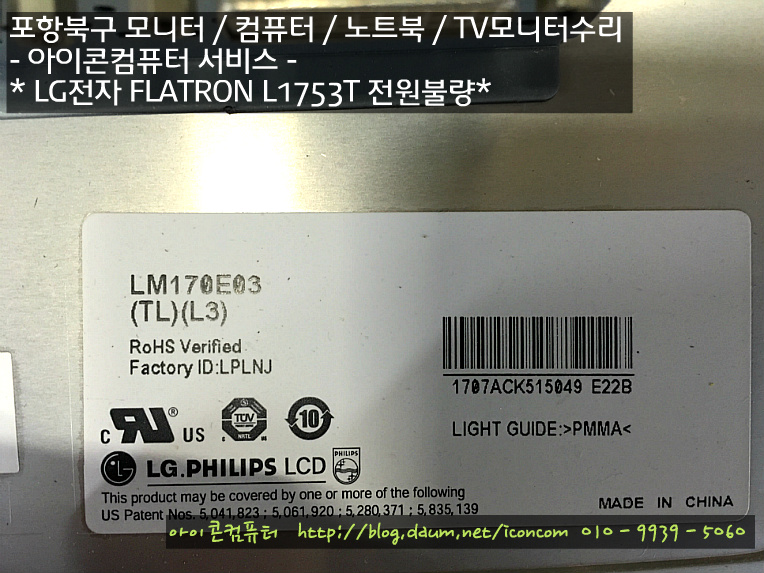 포항북구 모니터 / 컴퓨터 / 노트북 / TV모니터수리
- 아이콘컴퓨터 서비스 -
* LG전자 FLATRON L1753T 전원불량*
LM170E03
(TL)(L3)
RoHS Verified
Factory ID:LPLNJ
1707ACK515049 E22B
LIGHT GUIDE:>PMMA<
C RU ® US TÜV NRTL 10
LG.PHILIPS LCD PHILIPS
This product may be covered by one or more of the following
US Patent Nos. 5,041,823 ; 5,061,920 ; 5,280,371 ; 5,835,139
MADE IN CHINA
아이콘컴퓨터 http://blog.daum.net/iconcom 010-9939-5060